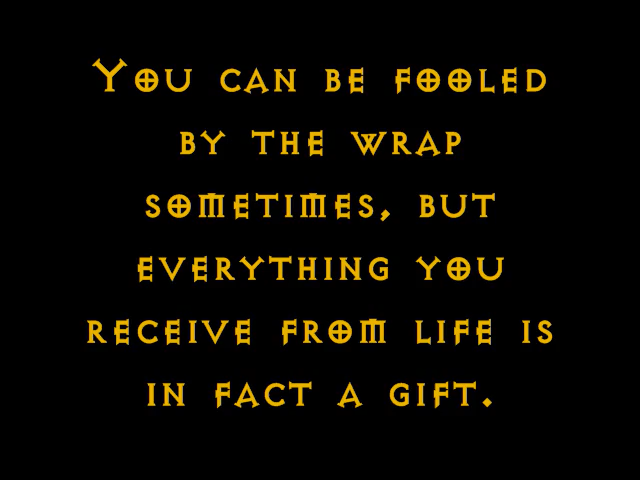 You can be fooled
by the wrap
sometimes, but
everything you
receive from life is
in fact a gift.